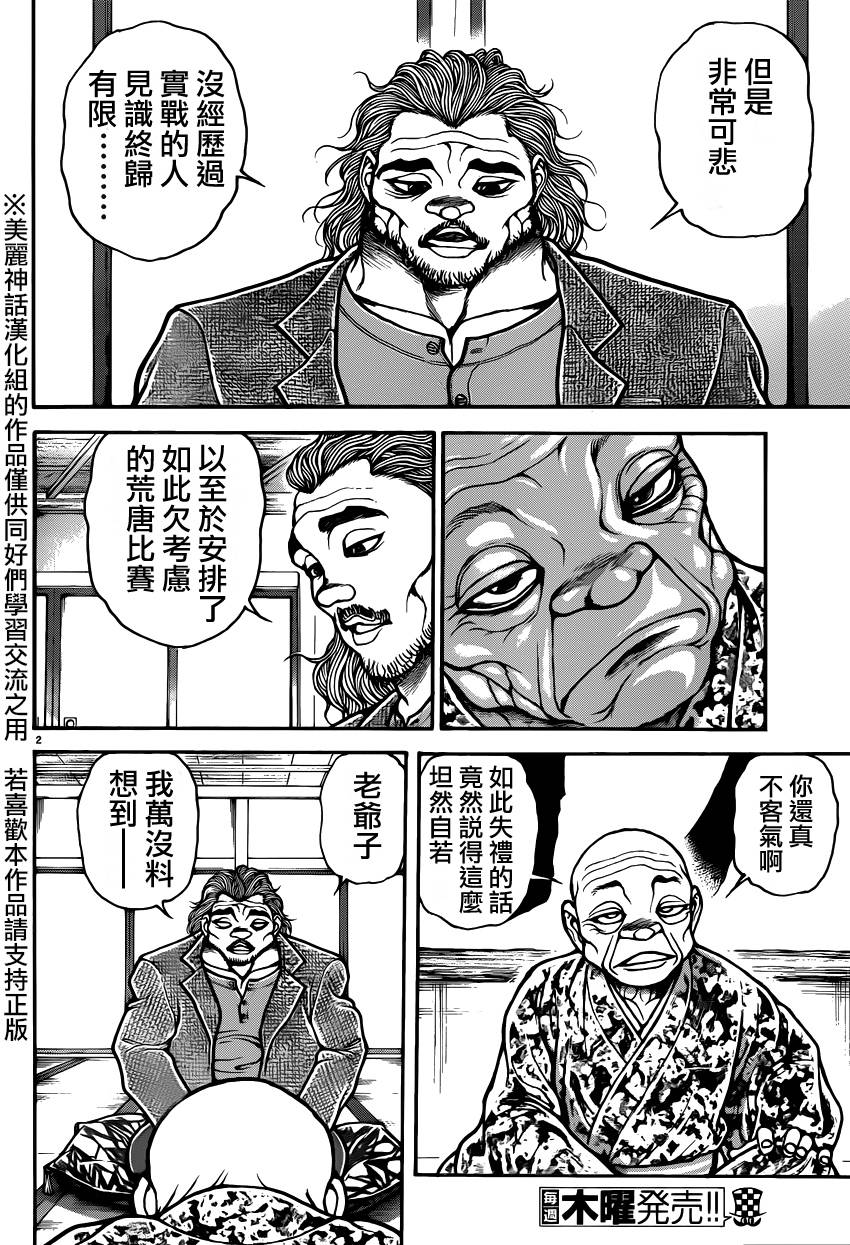 但是
非常可悲
沒經歷過
實戰的人
見識終歸
有限………
以至於安排了
如此欠考慮
的荒唐比賽
你還真
不客氣啊
如此失禮的話
竟然說得這麼
坦然自若
老爺子
我萬沒料
想到——
※美麗神話漢化組的作品僅供同好們學習交流之用 若喜歡本作品請支持正版
2
毎週木曜発売!!